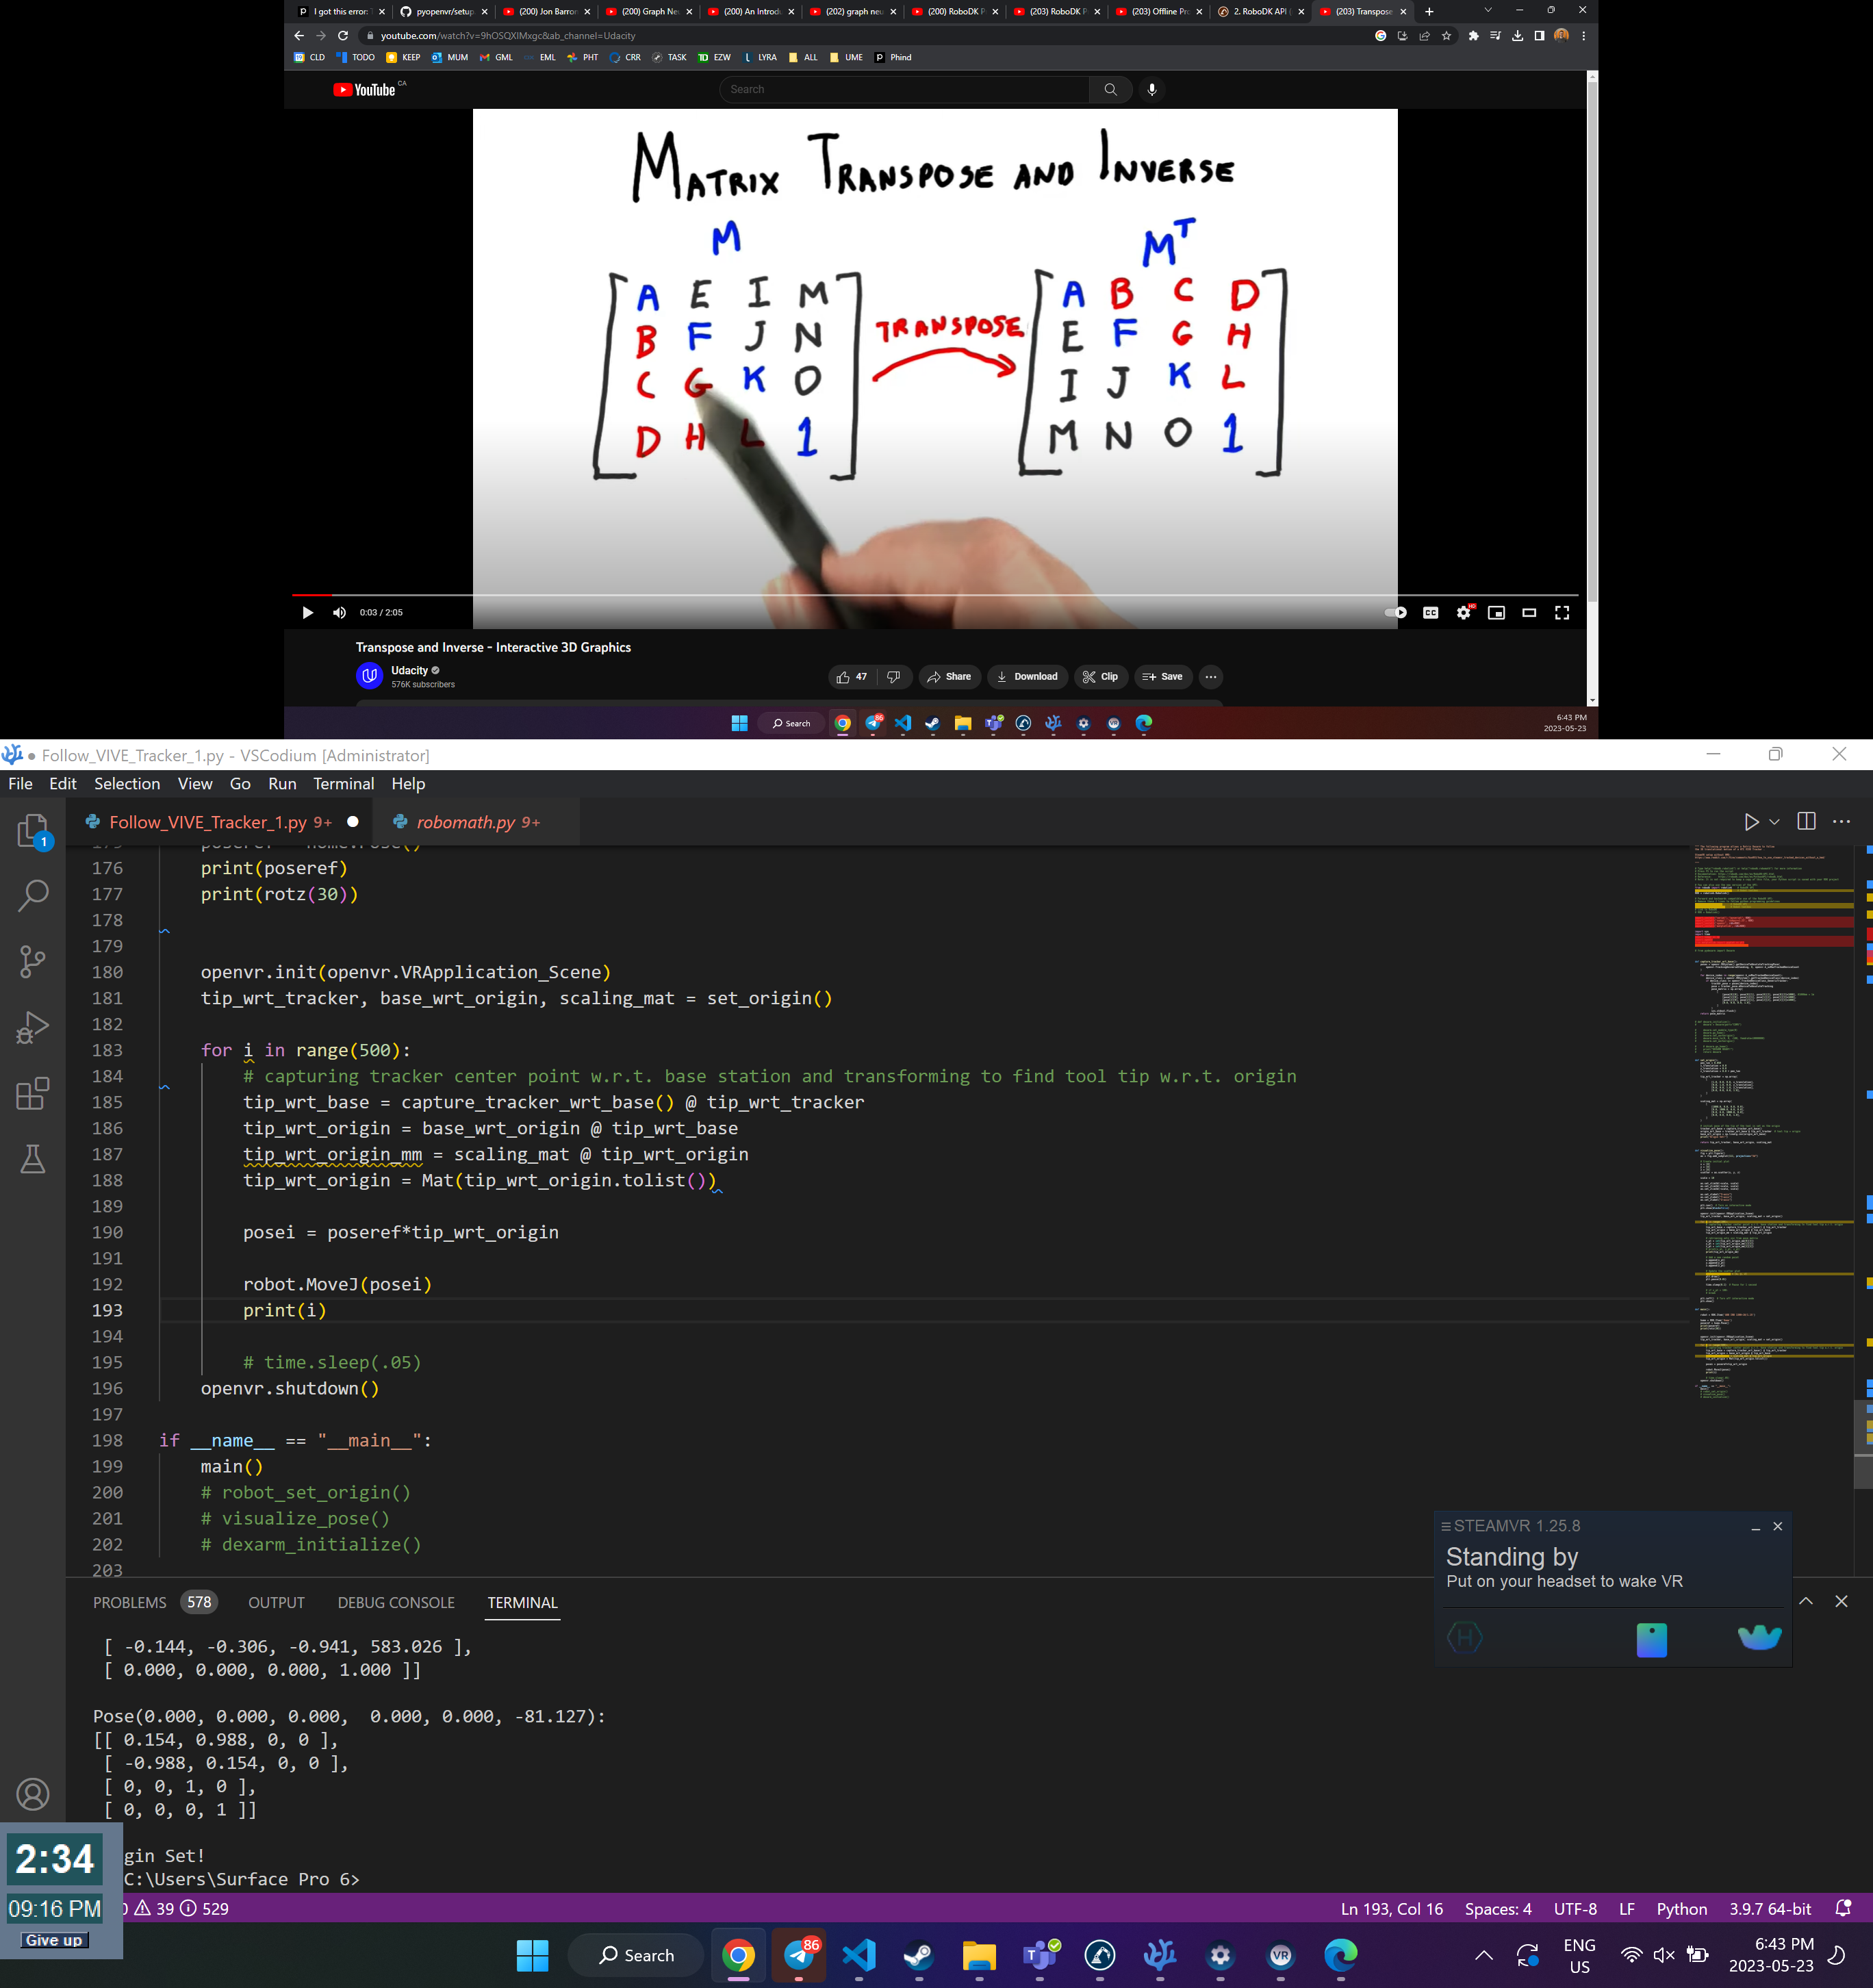 I got this error: T
pyopenvr/setup.
(200) Jon Barron
(200) Graph Neu
(200) An Introdu
(202) graph neu
(200) RoboDK P
(203) RoboDK P
(203) Offline Pro
2. RoboDK API (
(203) Transpose
youtube.com/watch?v=9hOSQXIMxgc&ab_channel=Udacity
CLD TODO KEEP MUM GML EML PHT CRR TASK EZW LYRA ALL UME Phind
YouTube CA
Search
MATRIX TRANSPOSE AND INVERSE
M
A E I M
B F J N
C G K O
D H L 1
TRANSPOSE
M^T
A B C D
E F G H
I J K L
M N O 1
0:03 / 2:05
Transpose and Inverse - Interactive 3D Graphics
Udacity
576K subscribers
47 Share Download Clip Save
Search
86
6:43 PM
2023-05-23
Follow_VIVE_Tracker_1.py - VSCodium [Administrator]
File Edit Selection View Go Run Terminal Help
Follow_VIVE_Tracker_1.py 9+
robomath.py 9+
1
176 print(poseref)
177 print(rotz(30))
178
179
180 openvr.init(openvr.VRApplication_Scene)
181 tip_wrt_tracker, base_wrt_origin, scaling_mat = set_origin()
182
183 for i in range(500):
184 # capturing tracker center point w.r.t. base station and transforming to find tool tip w.r.t. origin
185 tip_wrt_base = capture_tracker_wrt_base() @ tip_wrt_tracker
186 tip_wrt_origin = base_wrt_origin @ tip_wrt_base
187 tip_wrt_origin_mm = scaling_mat @ tip_wrt_origin
188 tip_wrt_origin = Mat(tip_wrt_origin.tolist())
189
190 posei = poseref*tip_wrt_origin
191
192 robot.MoveJ(posei)
193 print(i)
194
195 # time.sleep(.05)
196 openvr.shutdown()
197
198 if __name__ == "__main__":
199 main()
200 # robot_set_origin()
201 # visualize_pose()
202 # dexarm_initialize()
203
STEAMVR 1.25.8
Standing by
Put on your headset to wake VR
PROBLEMS 578 OUTPUT DEBUG CONSOLE TERMINAL
[ -0.144, -0.306, -0.941, 583.026 ],
[ 0.000, 0.000, 0.000, 1.000 ]]
Pose(0.000, 0.000, 0.000,  0.000, 0.000, -81.127):
[[ 0.154, 0.988, 0, 0 ],
[ -0.988, 0.154, 0, 0 ],
[ 0, 0, 1, 0 ],
[ 0, 0, 0, 1 ]]
gin Set!
C:\Users\Surface Pro 6>
2:34
09:16 PM
Give up
39 529
Ln 193, Col 16 Spaces: 4 UTF-8 LF Python 3.9.7 64-bit
Search
86
ENG
US
6:43 PM
2023-05-23